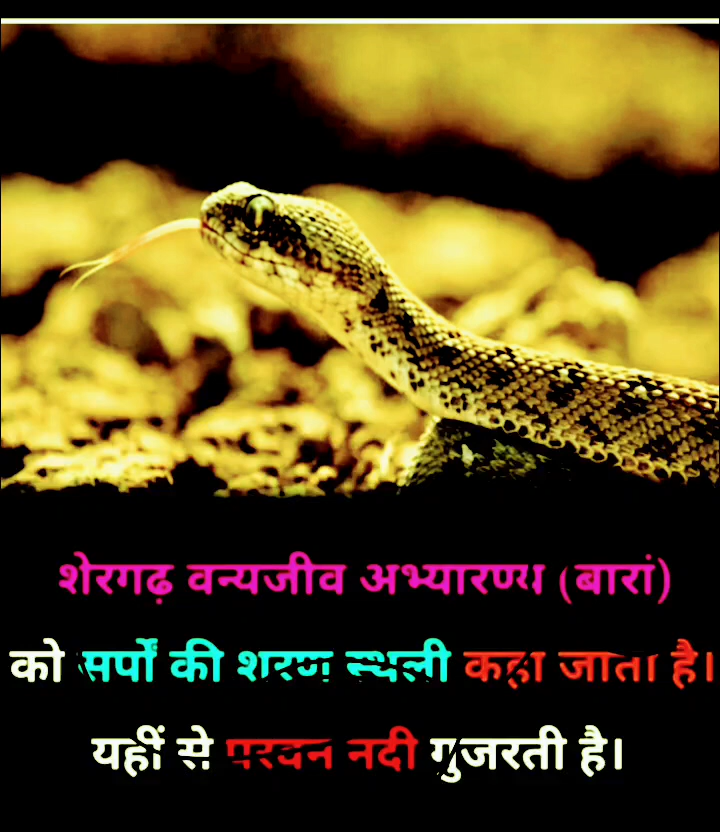 शेरगढ़ वन्यजीव अभ्यारण्य (बारां)
को सर्पों की शरण स्थली कहा जाता है।
यहीं से परवन नदी गुजरती है।